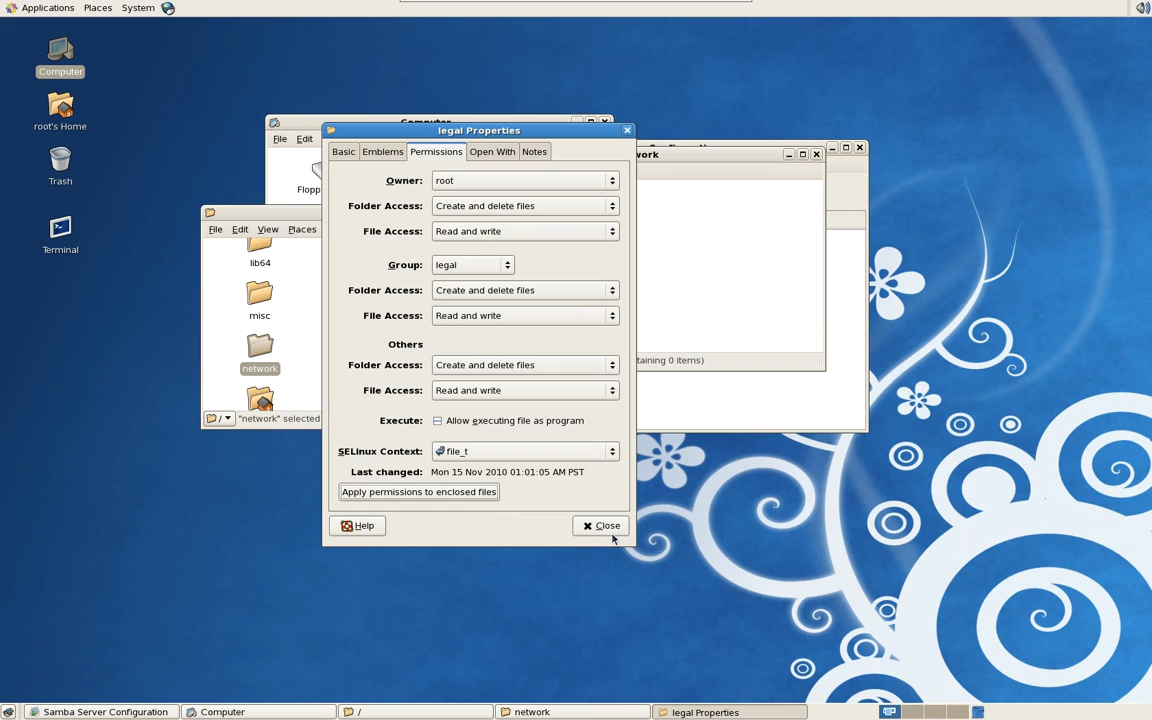 Applications Places System
Computer
root's Home
Trash
Terminal
File Edit
File Edit View Places
lib64
misc
network
/ "network" selected
legal Properties
Basic Emblems Permissions Open With Notes
Owner: root
Folder Access: Create and delete files
File Access: Read and write
Group: legal
Folder Access: Create and delete files
File Access: Read and write
Others
Folder Access: Create and delete files
File Access: Read and write
Execute: Allow executing file as program
SELinux Context: file_t
Last changed: Mon 15 Nov 2010 01:01:05 AM PST
Apply permissions to enclosed files
Help Close
work
taining 0 items)
Samba Server Configuration Computer / network legal Properties